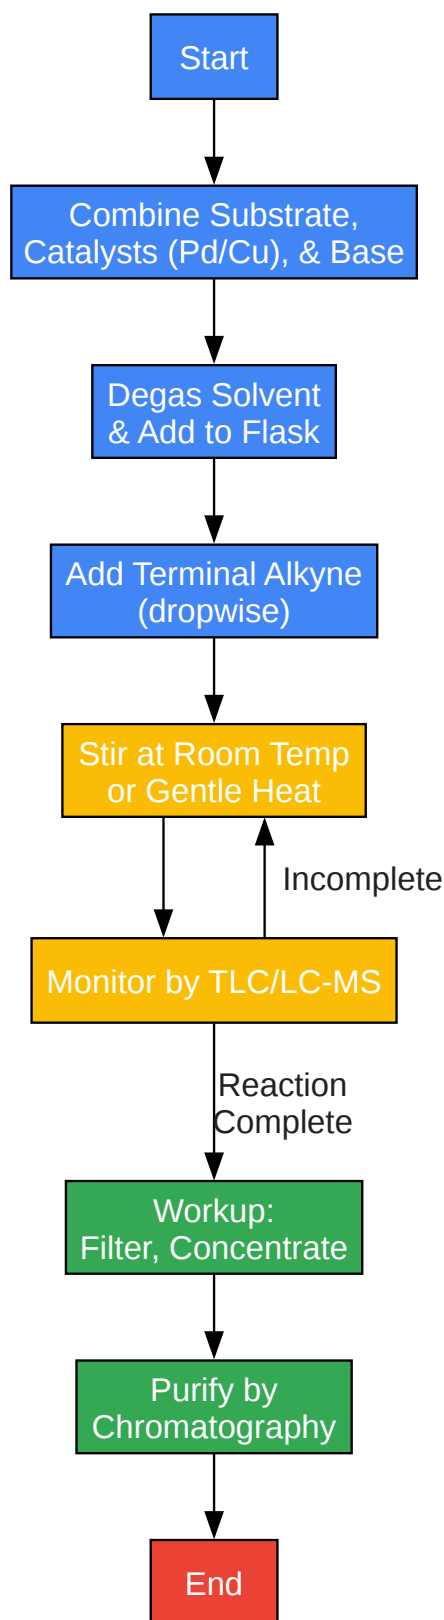 Start
Combine Substrate,
Catalysts (Pd/Cu), & Base
Degas Solvent
& Add to Flask
Add Terminal Alkyne
(dropwise)
Stir at Room Temp
or Gentle Heat
Incomplete
Monitor by TLC/LC-MS
Reaction
Complete
Workup:
Filter, Concentrate
Purify by
Chromatography
End